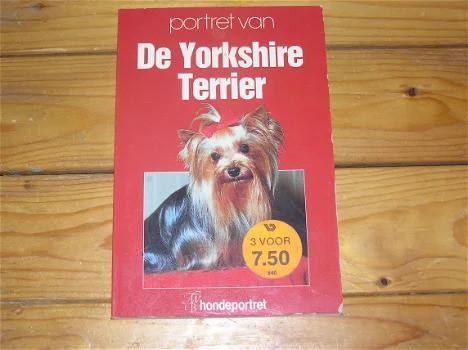 portret van
De Yorkshire
Terrier
3 VOOR
7.50
hondeportret